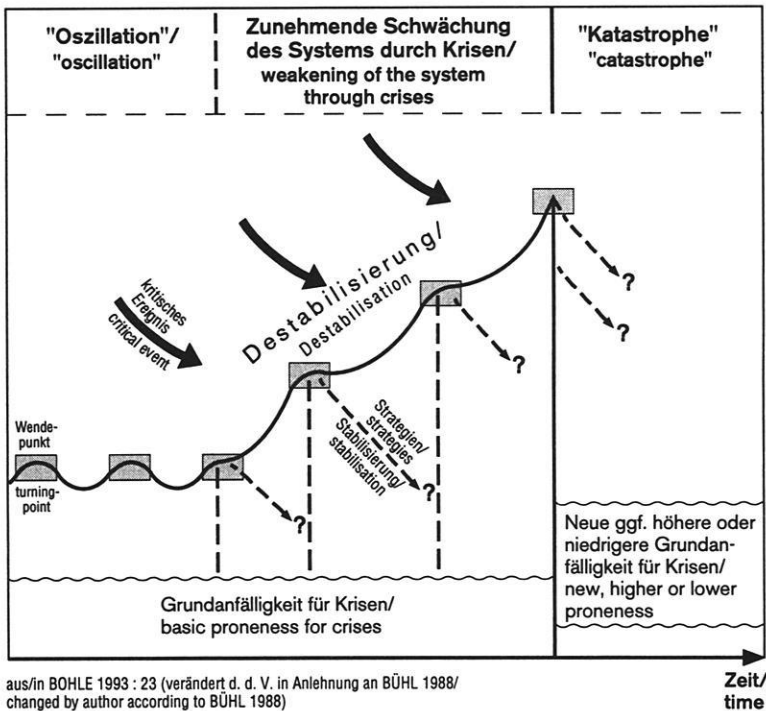 "Oszillation"/
"oscillation"
Zunehmende Schwächung
des Systems durch Krisen/
weakening of the system
through crises
"Katastrophe"
"catastrophe"
kritisches
Ereignis
critical event
Destabilisierung/
Destabilisation
Wende-
punkt
turning-
point
Strategien/
strategies
Stabilisierung/
stabilisation
?
?
?
?
?
Grundanfälligkeit für Krisen/
basic proneness for crises
Neue ggf. höhere oder
niedrigere Grundan-
fälligkeit für Krisen/
new, higher or lower
proneness
aus/in BOHLE 1993 : 23 (verändert d. d. V. in Anlehnung an BÜHL 1988/
changed by author according to BÜHL 1988)
Zeit/
time